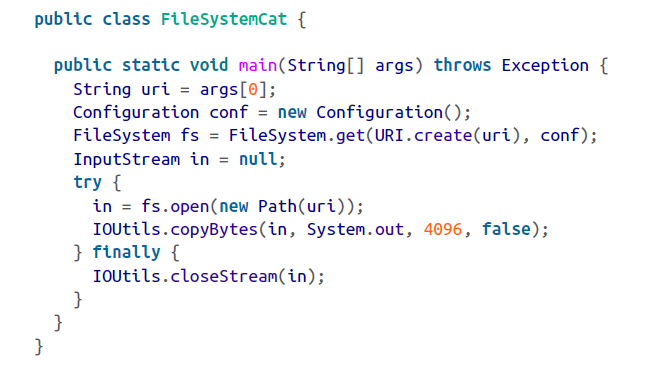 public class FileSystemCat {
public static void main(String[] args) throws Exception {
String uri = args[0];
Configuration conf = new Configuration();
FileSystem fs = FileSystem.get(URI.create(uri), conf);
InputStream in = null;
try {
in = fs.open(new Path(uri));
IOUtils.copyBytes(in, System.out, 4096, false);
} finally {
IOUtils.closeStream(in);
}
}
}